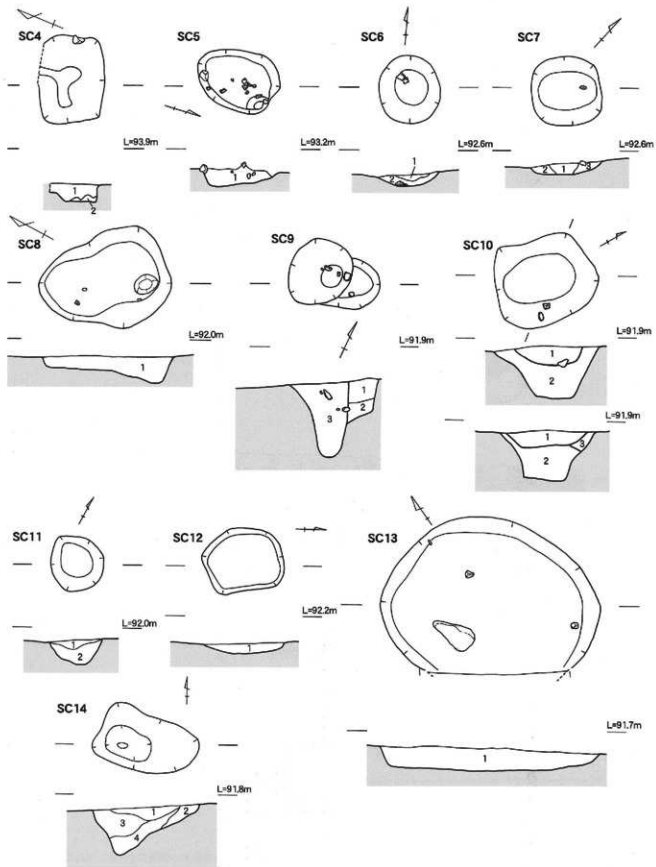 SC4
SC5
SC6
SC7
L=93.9m
L=93.2m
L=92.6m
L=92.6m
1
2
1
1
2
2
1
3
SC8
SC9
SC10
L=92.0m
L=91.9m
L=91.9m
1
1
2
3
1
2
L=91.9m
1
2
3
SC11
SC12
SC13
L=92.0m
L=92.2m
1
2
1
SC14
L=91.7m
1
L=91.8m
1
2
3
4